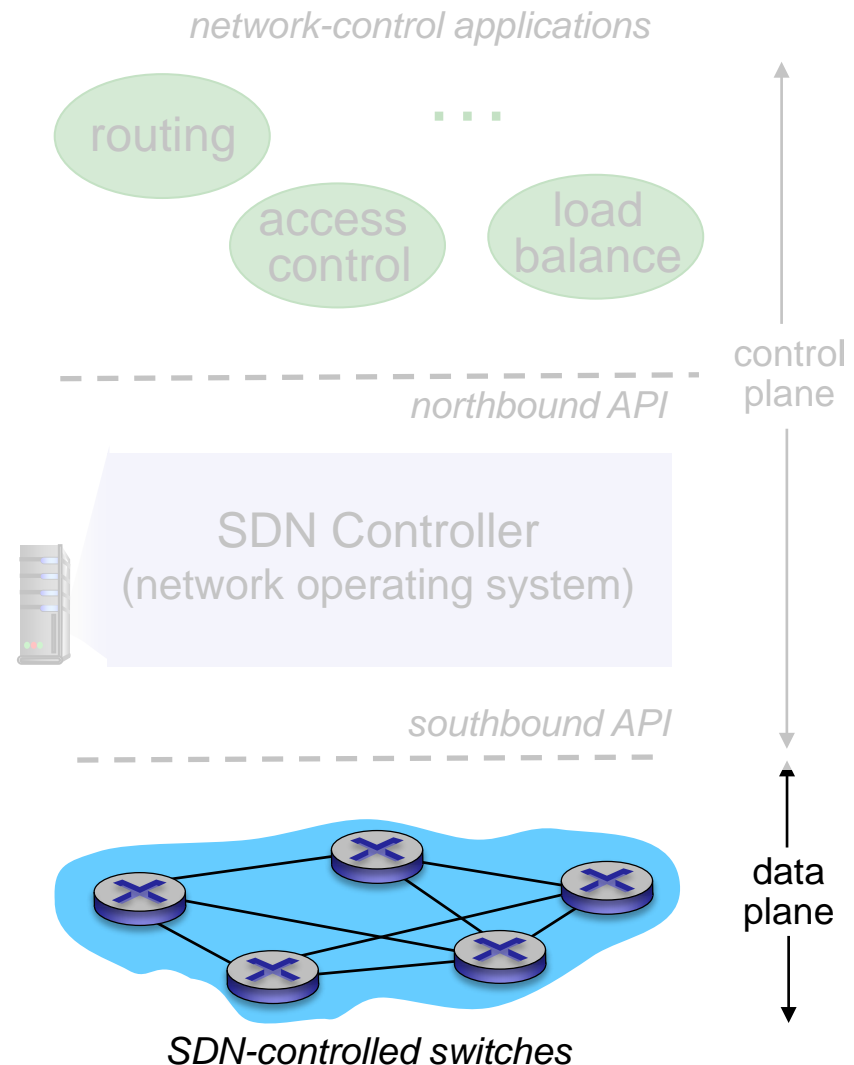 network-control applications
routing
...
access
control
load
balance
control
plane
northbound API
SDN Controller
(network operating system)
southbound API
data
plane
SDN-controlled switches